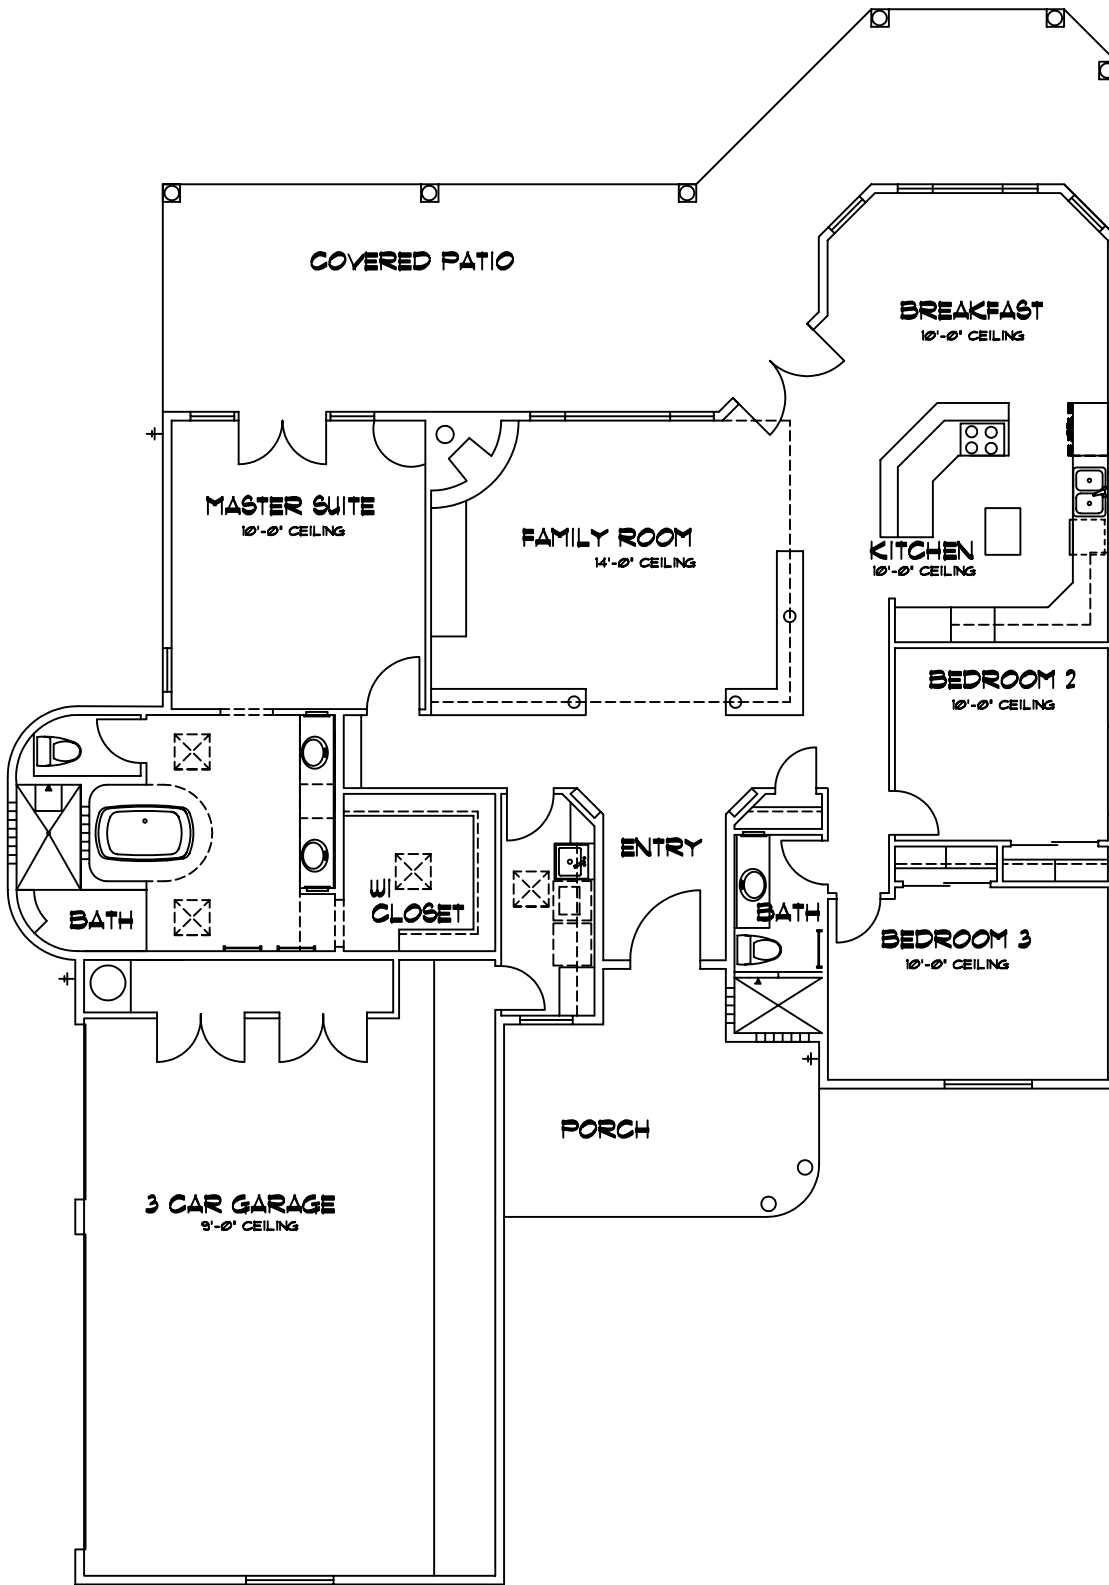 COVERED PATIO
BREAKFAST
10'-0" CEILING
MASTER SUITE
10'-0" CEILING
FAMILY ROOM
14'-0" CEILING
KITCHEN
10'-0" CEILING
BEDROOM 2
10'-0" CEILING
ENTRY
WI
CLOSET
BATH
BATH
BEDROOM 3
10'-0" CEILING
PORCH
3 CAR GARAGE
9'-0" CEILING